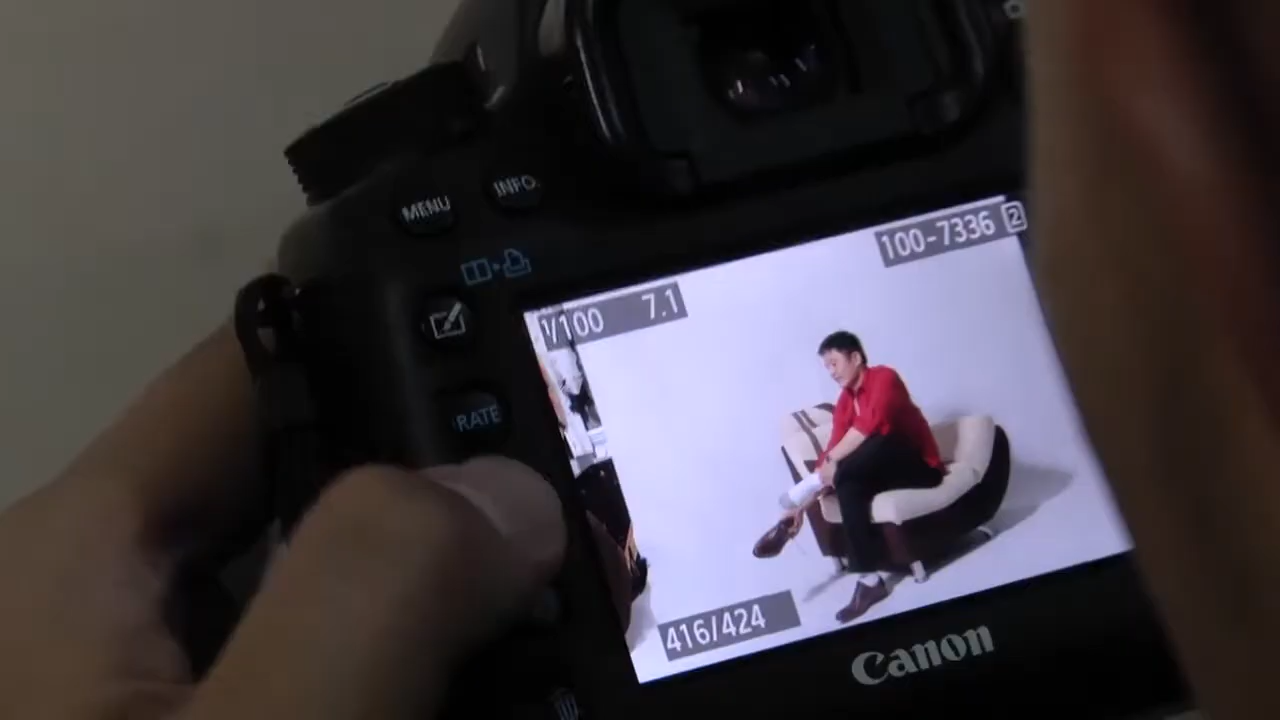 MENU
INFO.
RATE
1/100 7.1
100-7336 2
416/424
Canon